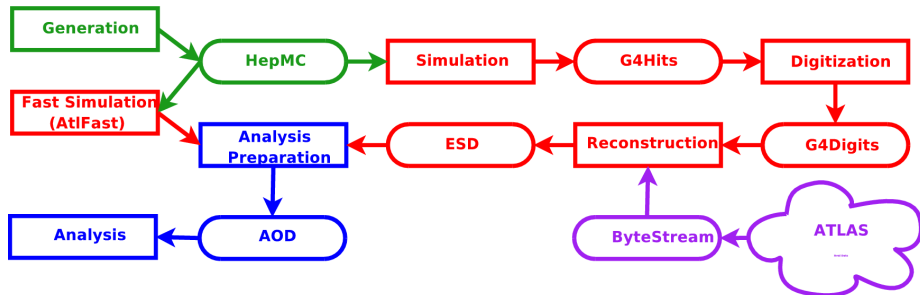 Generation
HepMC
Simulation
G4Hits
Digitization
Fast Simulation
(AtlFast)
Analysis
Preparation
ESD
Reconstruction
G4Digits
Analysis
AOD
ByteStream
ATLAS